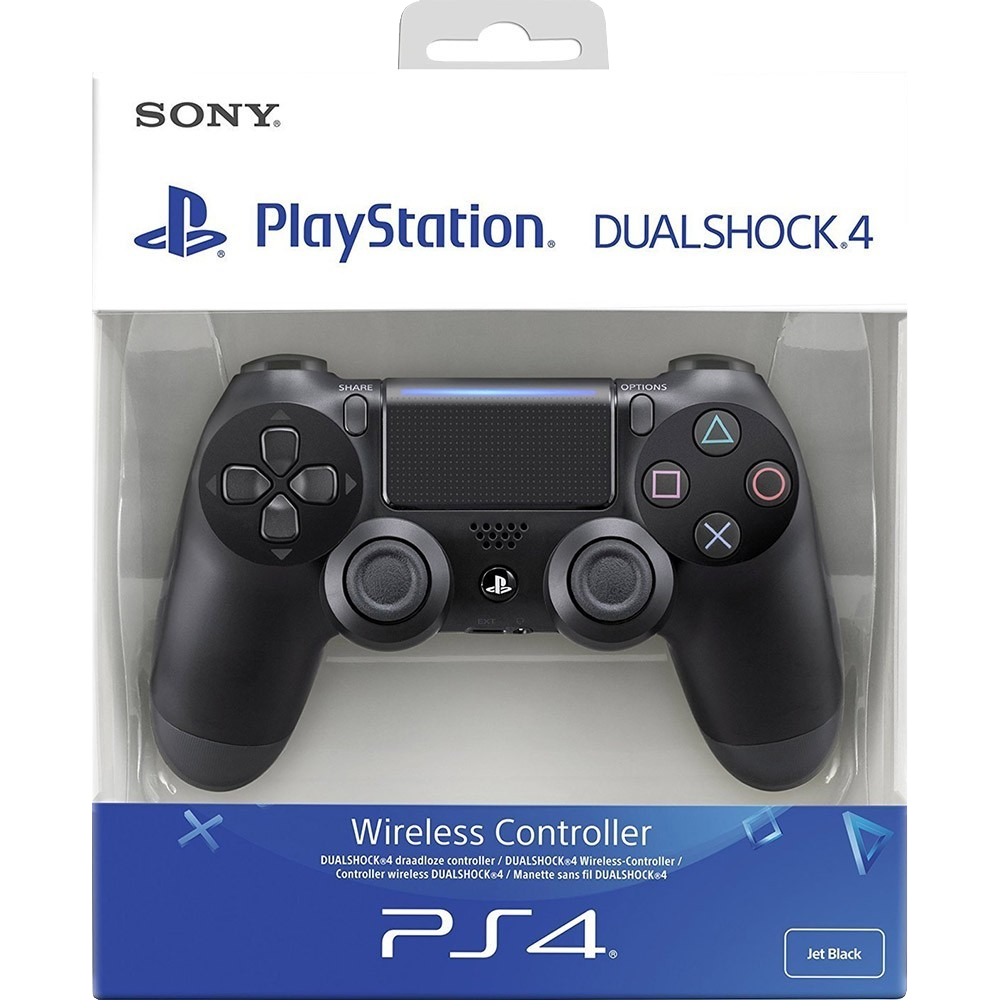 SONY®
PlayStation® DUALSHOCK®4
SHARE OPTIONS
EXT
Wireless Controller
DUALSHOCK®4 draadloze controller / DUALSHOCK®4 Wireless-Controller /
Controller wireless DUALSHOCK®4 / Manette sans fil DUALSHOCK®4
PS4®
Jet Black